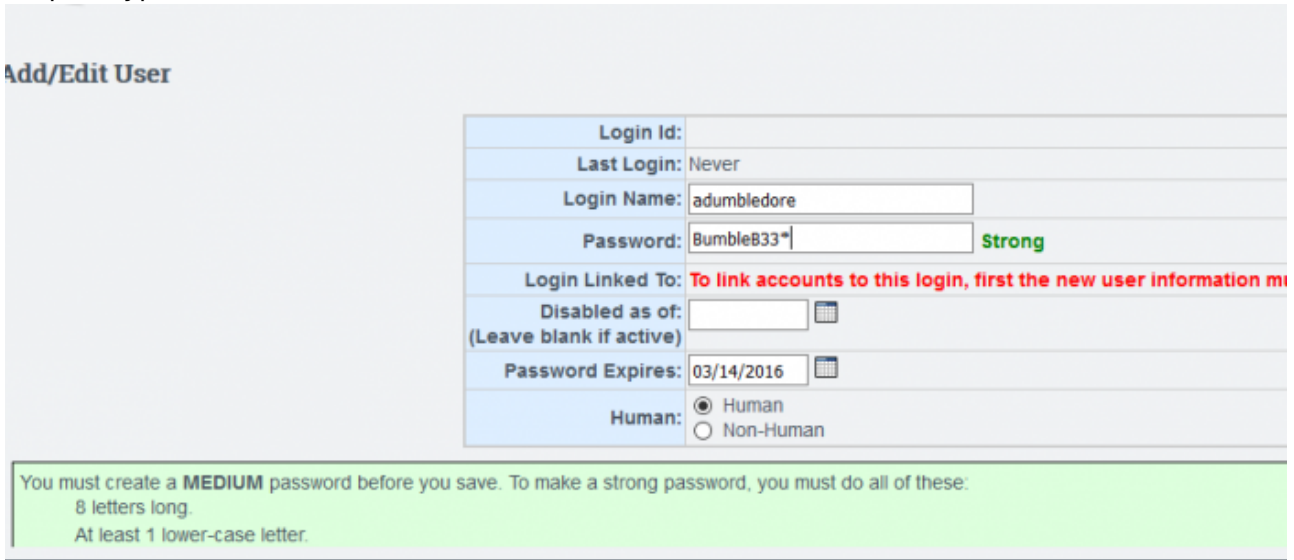 Add/Edit User
Login Id:
Last Login: Never
Login Name: adumbledore
Password: BumbleB33* Strong
Login Linked To: To link accounts to this login, first the new user information
Disabled as of:
(Leave blank if active)
Password Expires: 03/14/2016
Human: Human
Non-Human
You must create a MEDIUM password before you save. To make a strong password, you must do all of these:
8 letters long.
At least 1 lower-case letter.